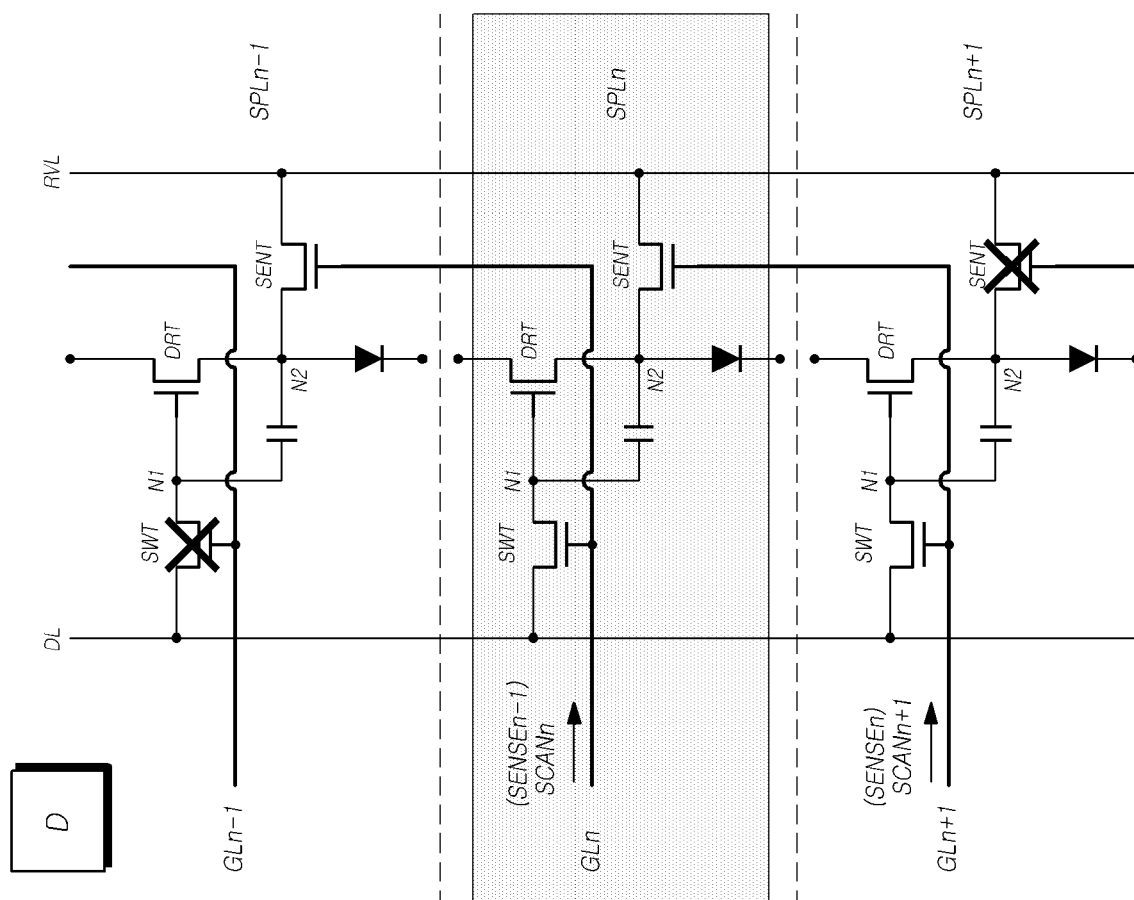 D
GLn-1
DL
SWT
N1
DRT
N2
SENT
RVL
SPLn-1
GLn
(SENSEn-1)
SCANn
SWT
N1
DRT
N2
SENT
SPLn
GLn+1
(SENSEn)
SCANn+1
SWT
N1
DRT
N2
SENT
SPLn+1